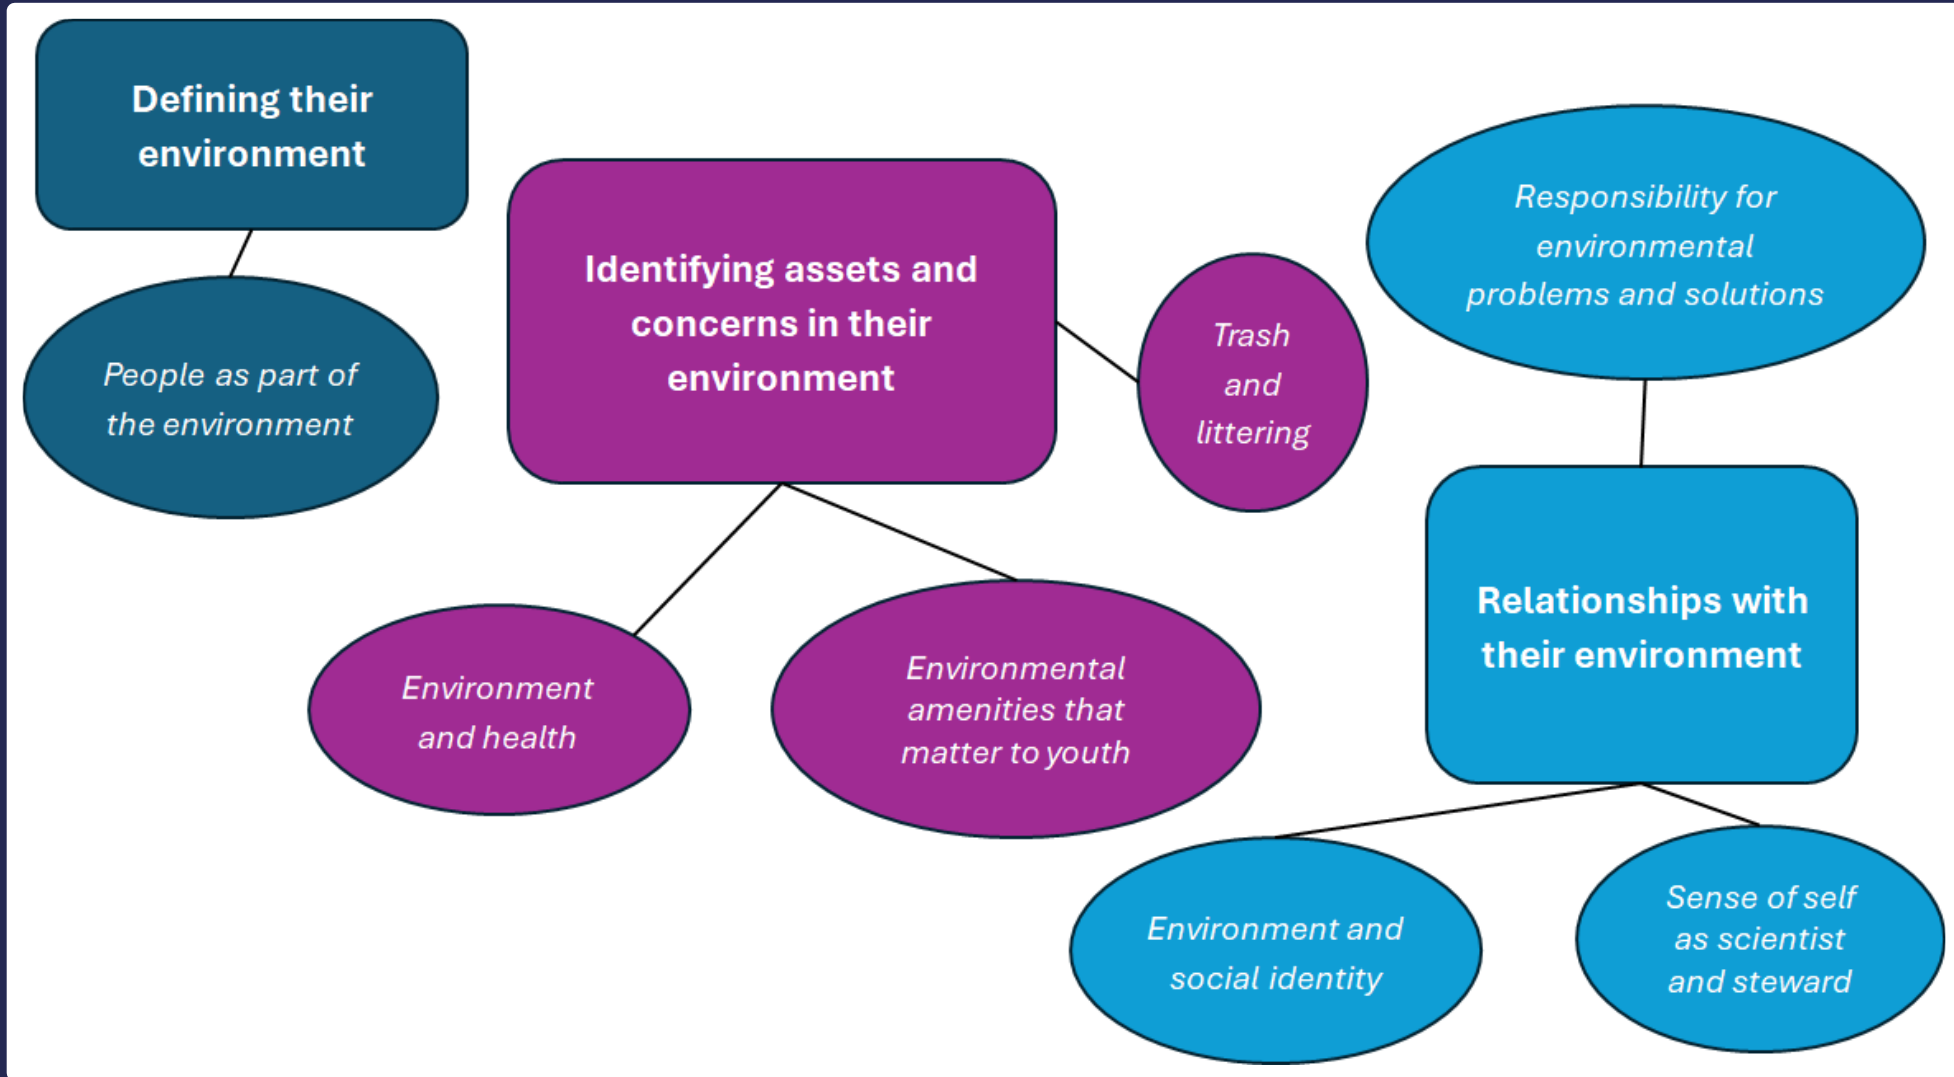 Defining their
environment
People as part of
the environment
Identifying assets and
concerns in their
environment
Trash
and
littering
Environment
and health
Environmental
amenities that
matter to youth
Responsibility for
environmental
problems and solutions
Relationships with
their environment
Environment and
social identity
Sense of self
as scientist
and steward